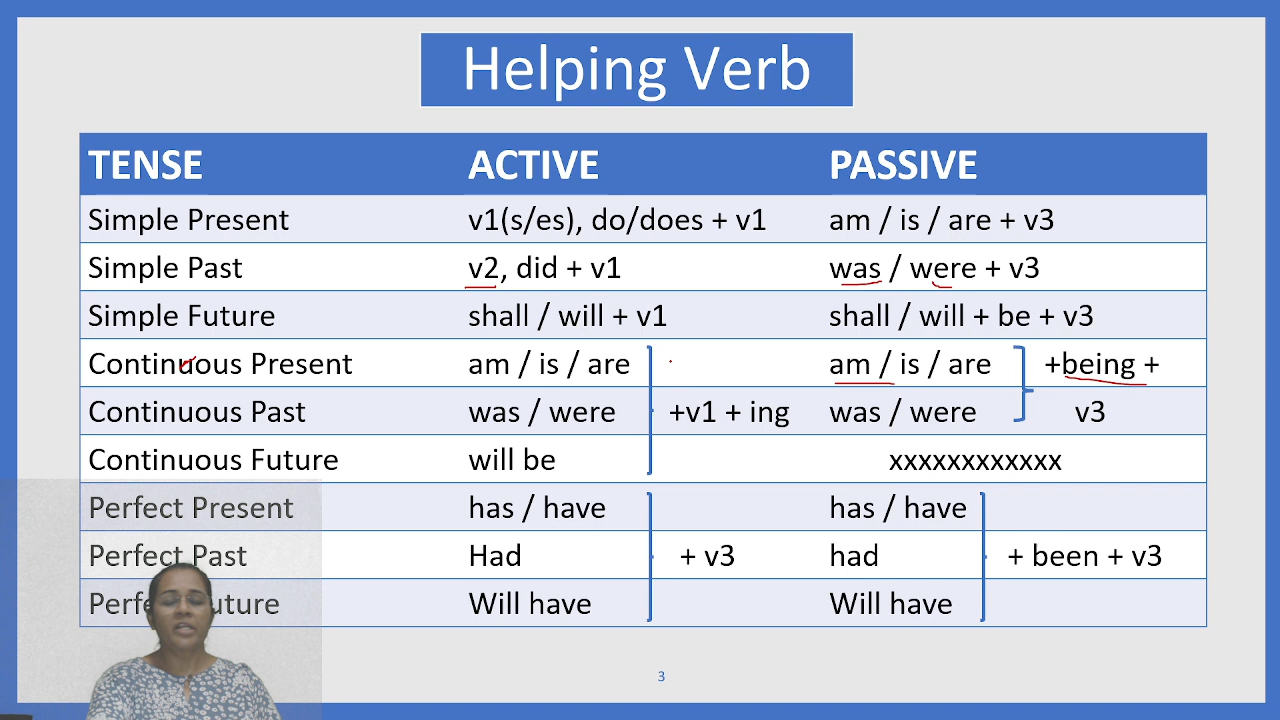 Helping Verb
TENSE ACTIVE PASSIVE
Simple Present v1(s/es), do/does + v1 am / is / are + v3
Simple Past v2, did + v1 was / were + v3
Simple Future shall / will + v1 shall / will + be + v3
Continuous Present am / is / are am / is / are +being +
Continuous Past was / were +v1 + ing was / were v3
Continuous Future will be xxxxxxxxxxxx
Perfect Present has / have has / have
Perfect Past Had + v3 had + been + v3
Perfect Future Will have Will have
3